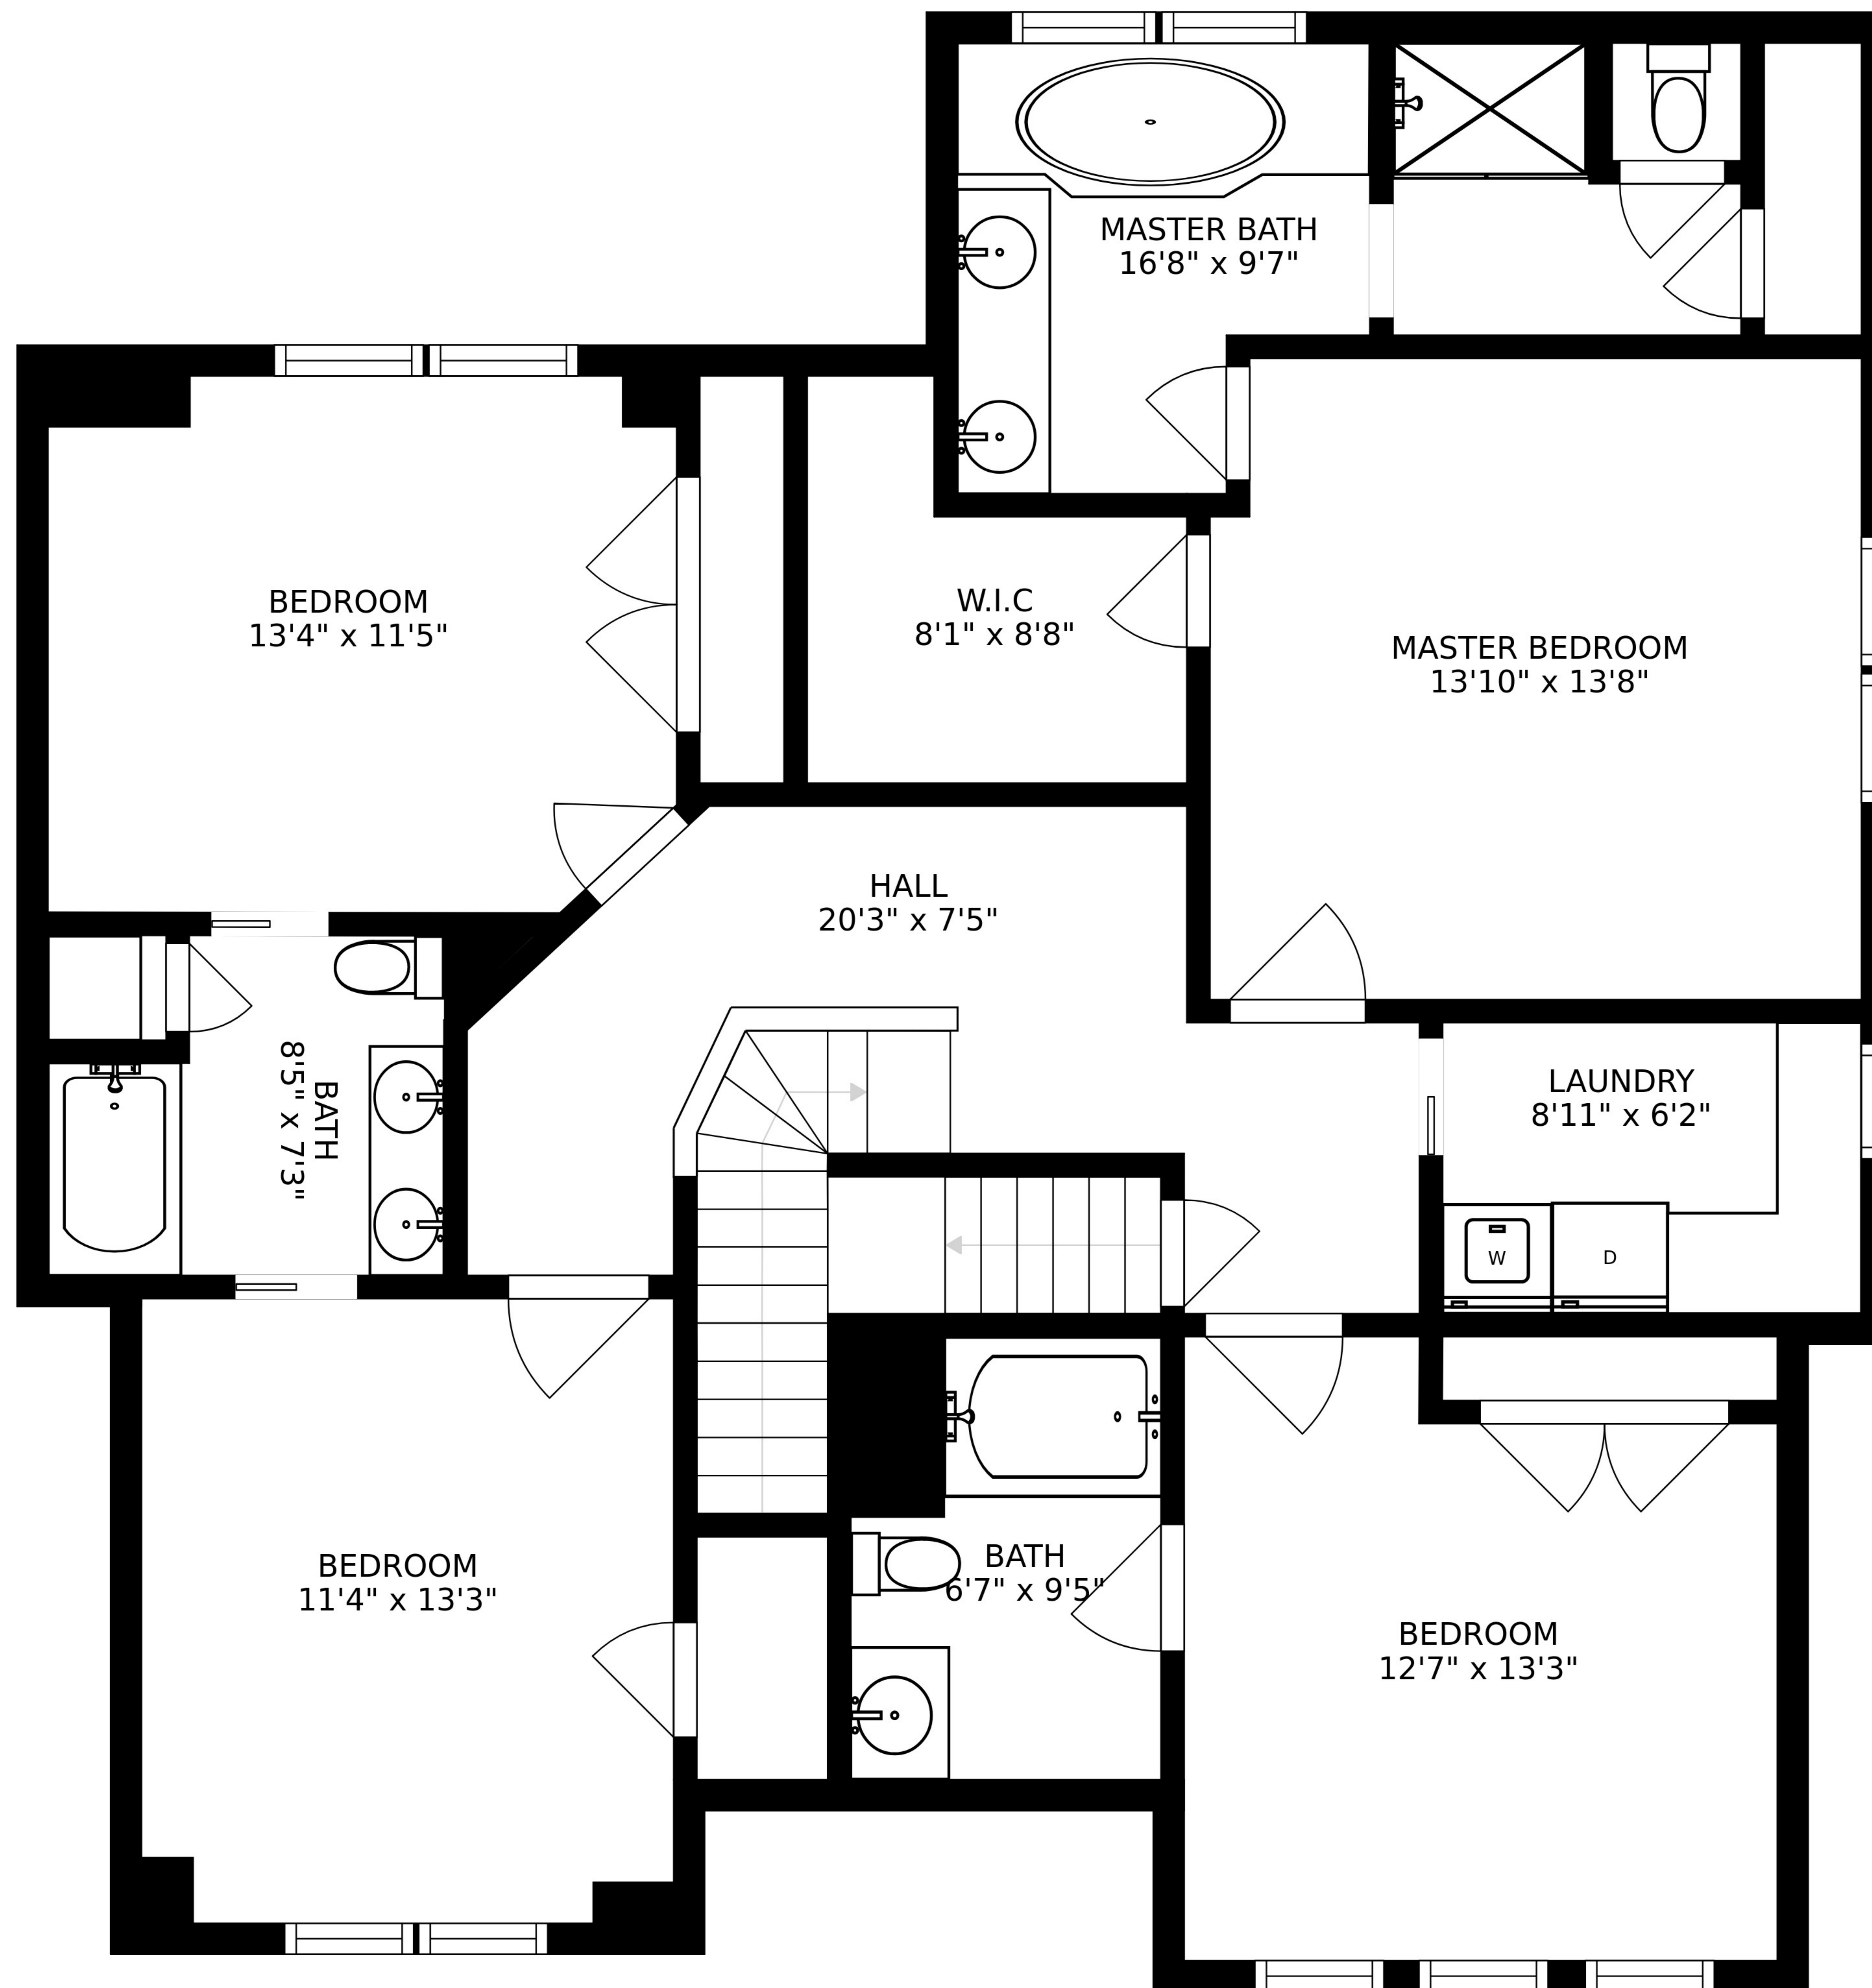 MASTER BATH
16'8" x 9'7"
BEDROOM
13'4" x 11'5"
W.I.C
8'1" x 8'8"
MASTER BEDROOM
13'10" x 13'8"
HALL
20'3" x 7'5"
BATH
8'5" x 7'3"
LAUNDRY
8'11" x 6'2"
W
D
BEDROOM
11'4" x 13'3"
BATH
6'7" x 9'5"
BEDROOM
12'7" x 13'3"